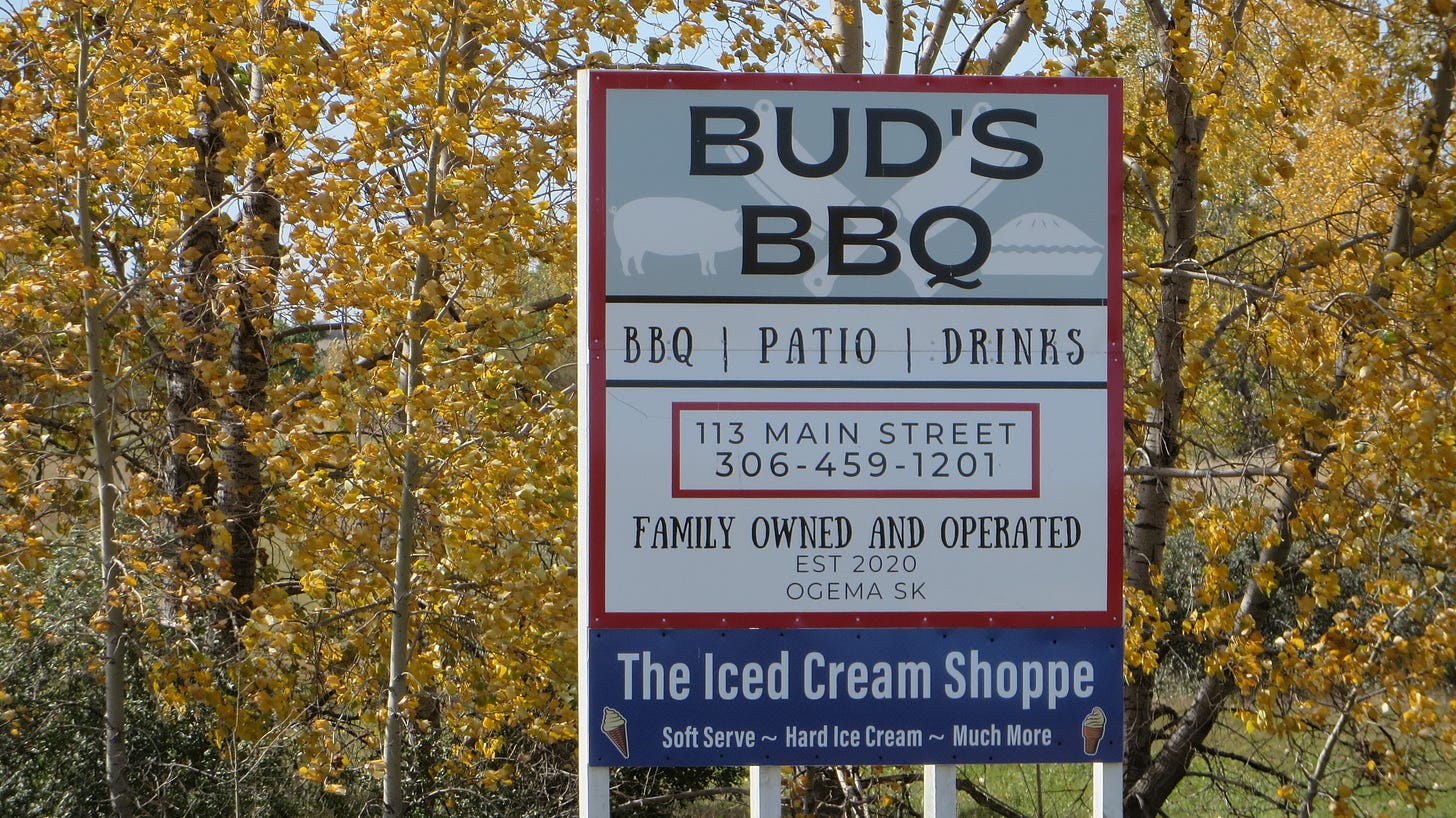 BUD'S
BBQ
BBQ | PATIO | DRINKS
113 MAIN STREET
306-459-1201
FAMILY OWNED AND OPERATED
EST 2020
OGEMA SK
The Iced Cream Shoppe
Soft Serve ~ Hard Ice Cream ~ Much More